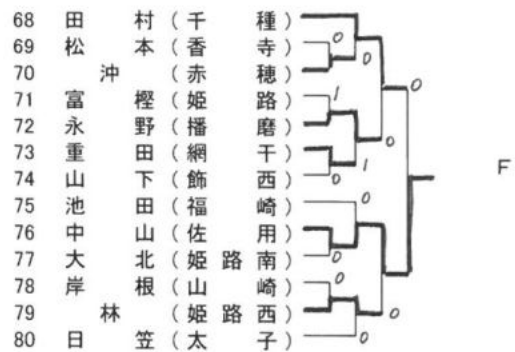 68 田村（千種）
69 松本（香寺） 0
70 沖（赤穂） 0
0
71 富樫（姫路） 1
72 永野（播磨） 0
73 重田（網干） 1
74 山下（飾西） 0
F
75 池田（福崎） 0
76 中山（佐用）
77 大北（姫路南） 0
78 岸根（山崎） 0
79 林（姫路西） 0
80 日笠（太子） 0